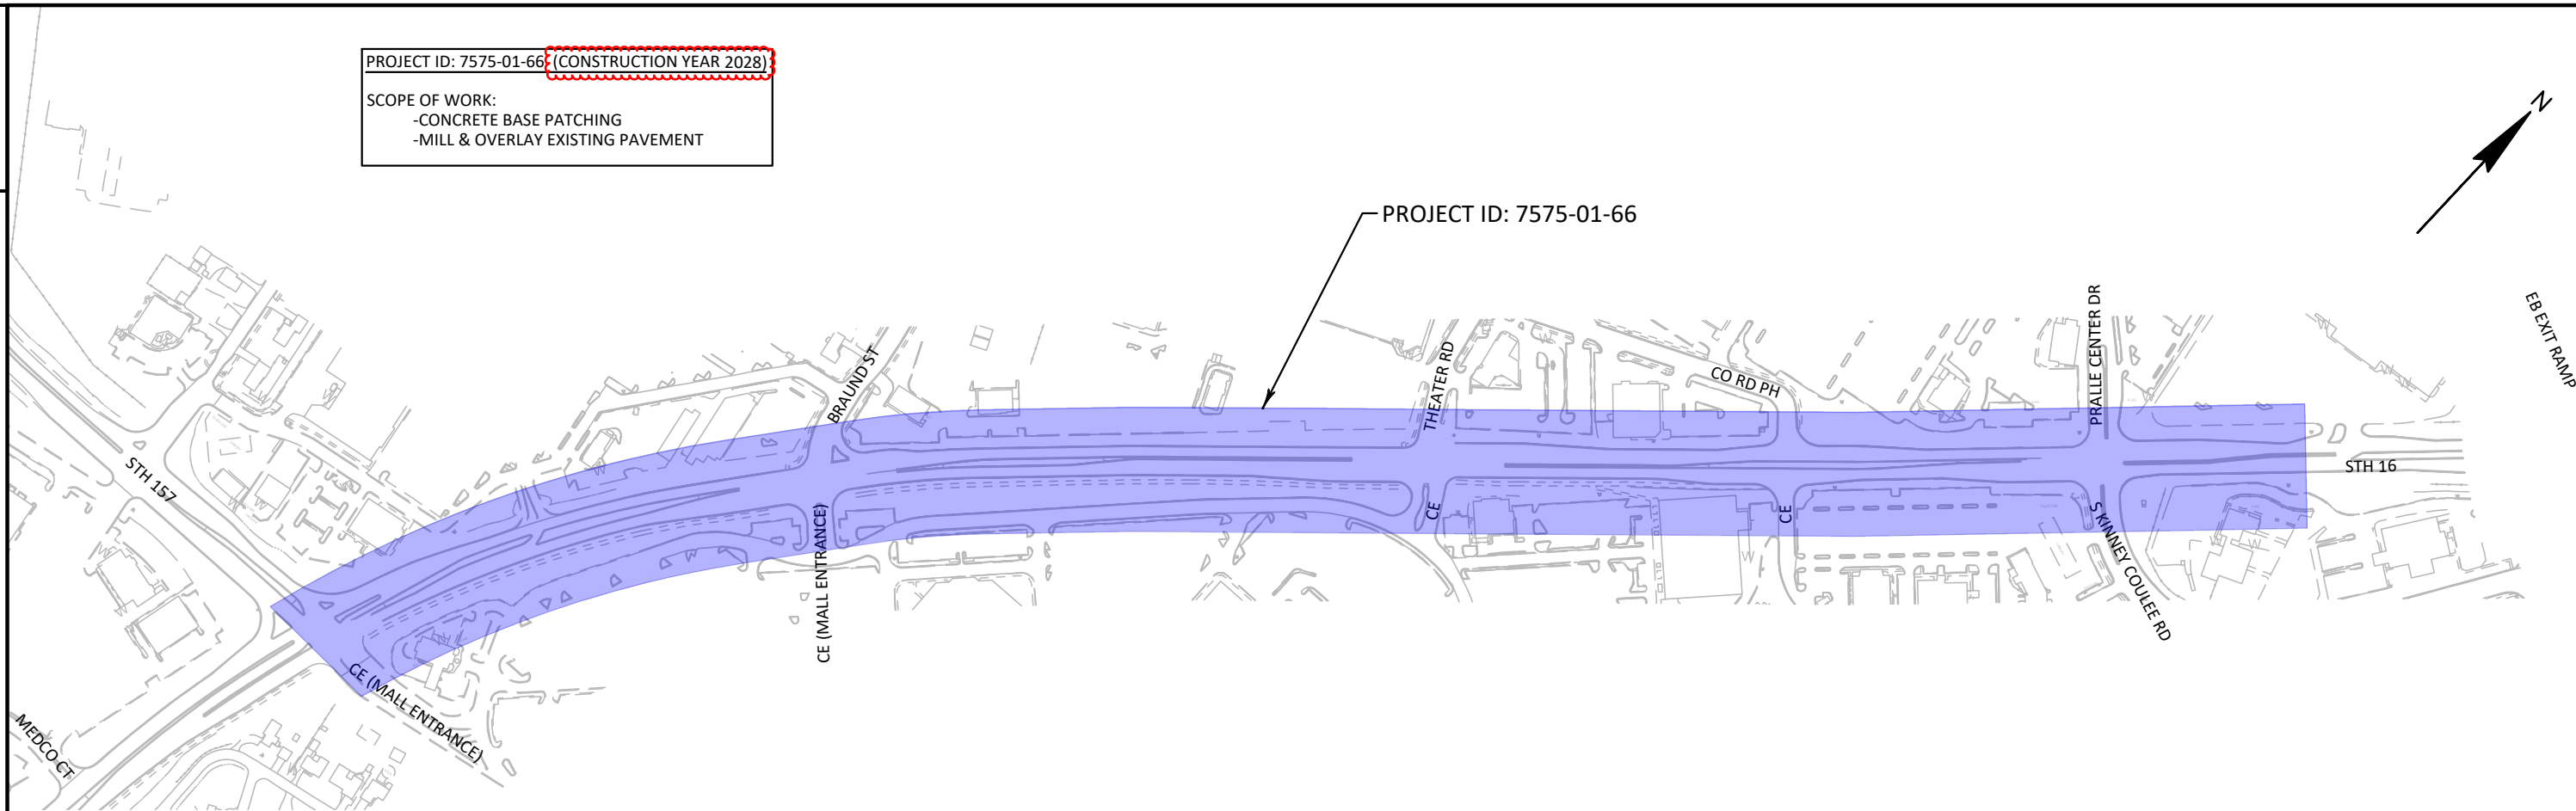 PROJECT ID: 7575-01-66 (CONSTRUCTION YEAR 2028)
SCOPE OF WORK:
-CONCRETE BASE PATCHING
-MILL & OVERLAY EXISTING PAVEMENT
N
PROJECT ID: 7575-01-66
EB EXIT RAMP
PRALLE CENTER DR
BRAUND ST
THEATER RD
CO RD PH
STH 157
STH 16
CE
CE
CE (MALL ENTRANCE)
S KINNEY COULEE RD
CE (MALL ENTRANCE)
MEDCO CT